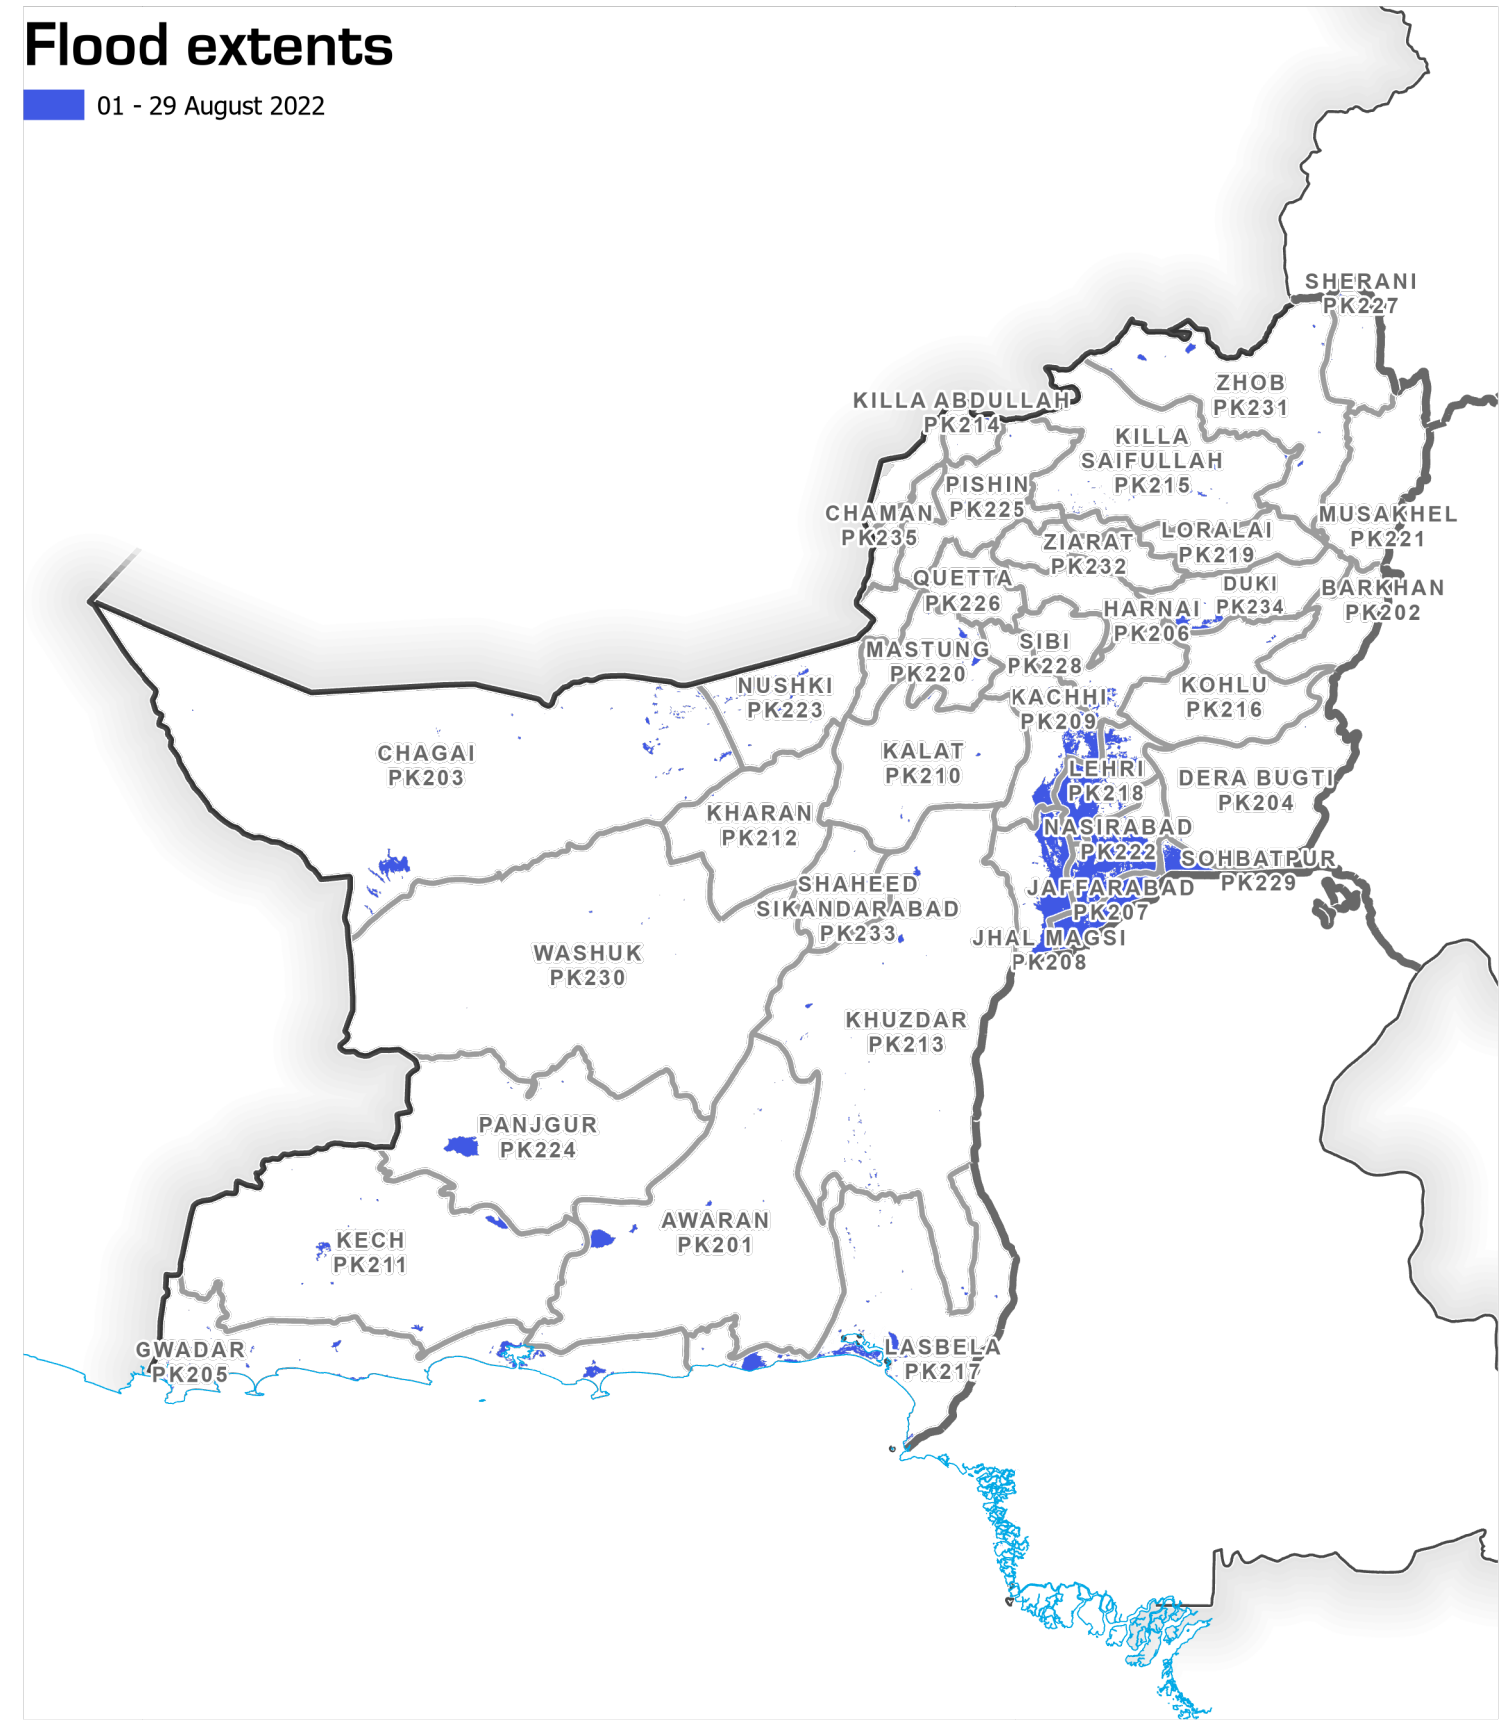 Flood extents
01 - 29 August 2022
SHERANI
PK227
ZHOB
PK231
KILLA ABDULLAH
PK214
KILLA
SAIFULLAH
PK215
PISHIN
PK225
CHAMAN
PK235
MUSAKHEL
PK221
LORALAI
PK219
ZIARAT
PK232
QUETTA
PK226
DUKI
PK234
BARKHAN
PK202
HARNAI
PK206
SIBI
PK228
MASTUNG
PK220
NUSHKI
PK223
KACHHI
PK209
KOHLU
PK216
CHAGAI
PK203
KALAT
PK210
LEHRI
PK218
DERA BUGTI
PK204
KHARAN
PK212
NASIRABAD
PK222
SOHBATPUR
PK229
SHAHEED
SIKANDARABAD
PK233
JAFFARABAD
PK207
JHAL MAGSI
PK208
WASHUK
PK230
KHUZDAR
PK213
PANJGUR
PK224
AWARAN
PK201
KECH
PK211
GWADAR
PK205
LASBELA
PK217